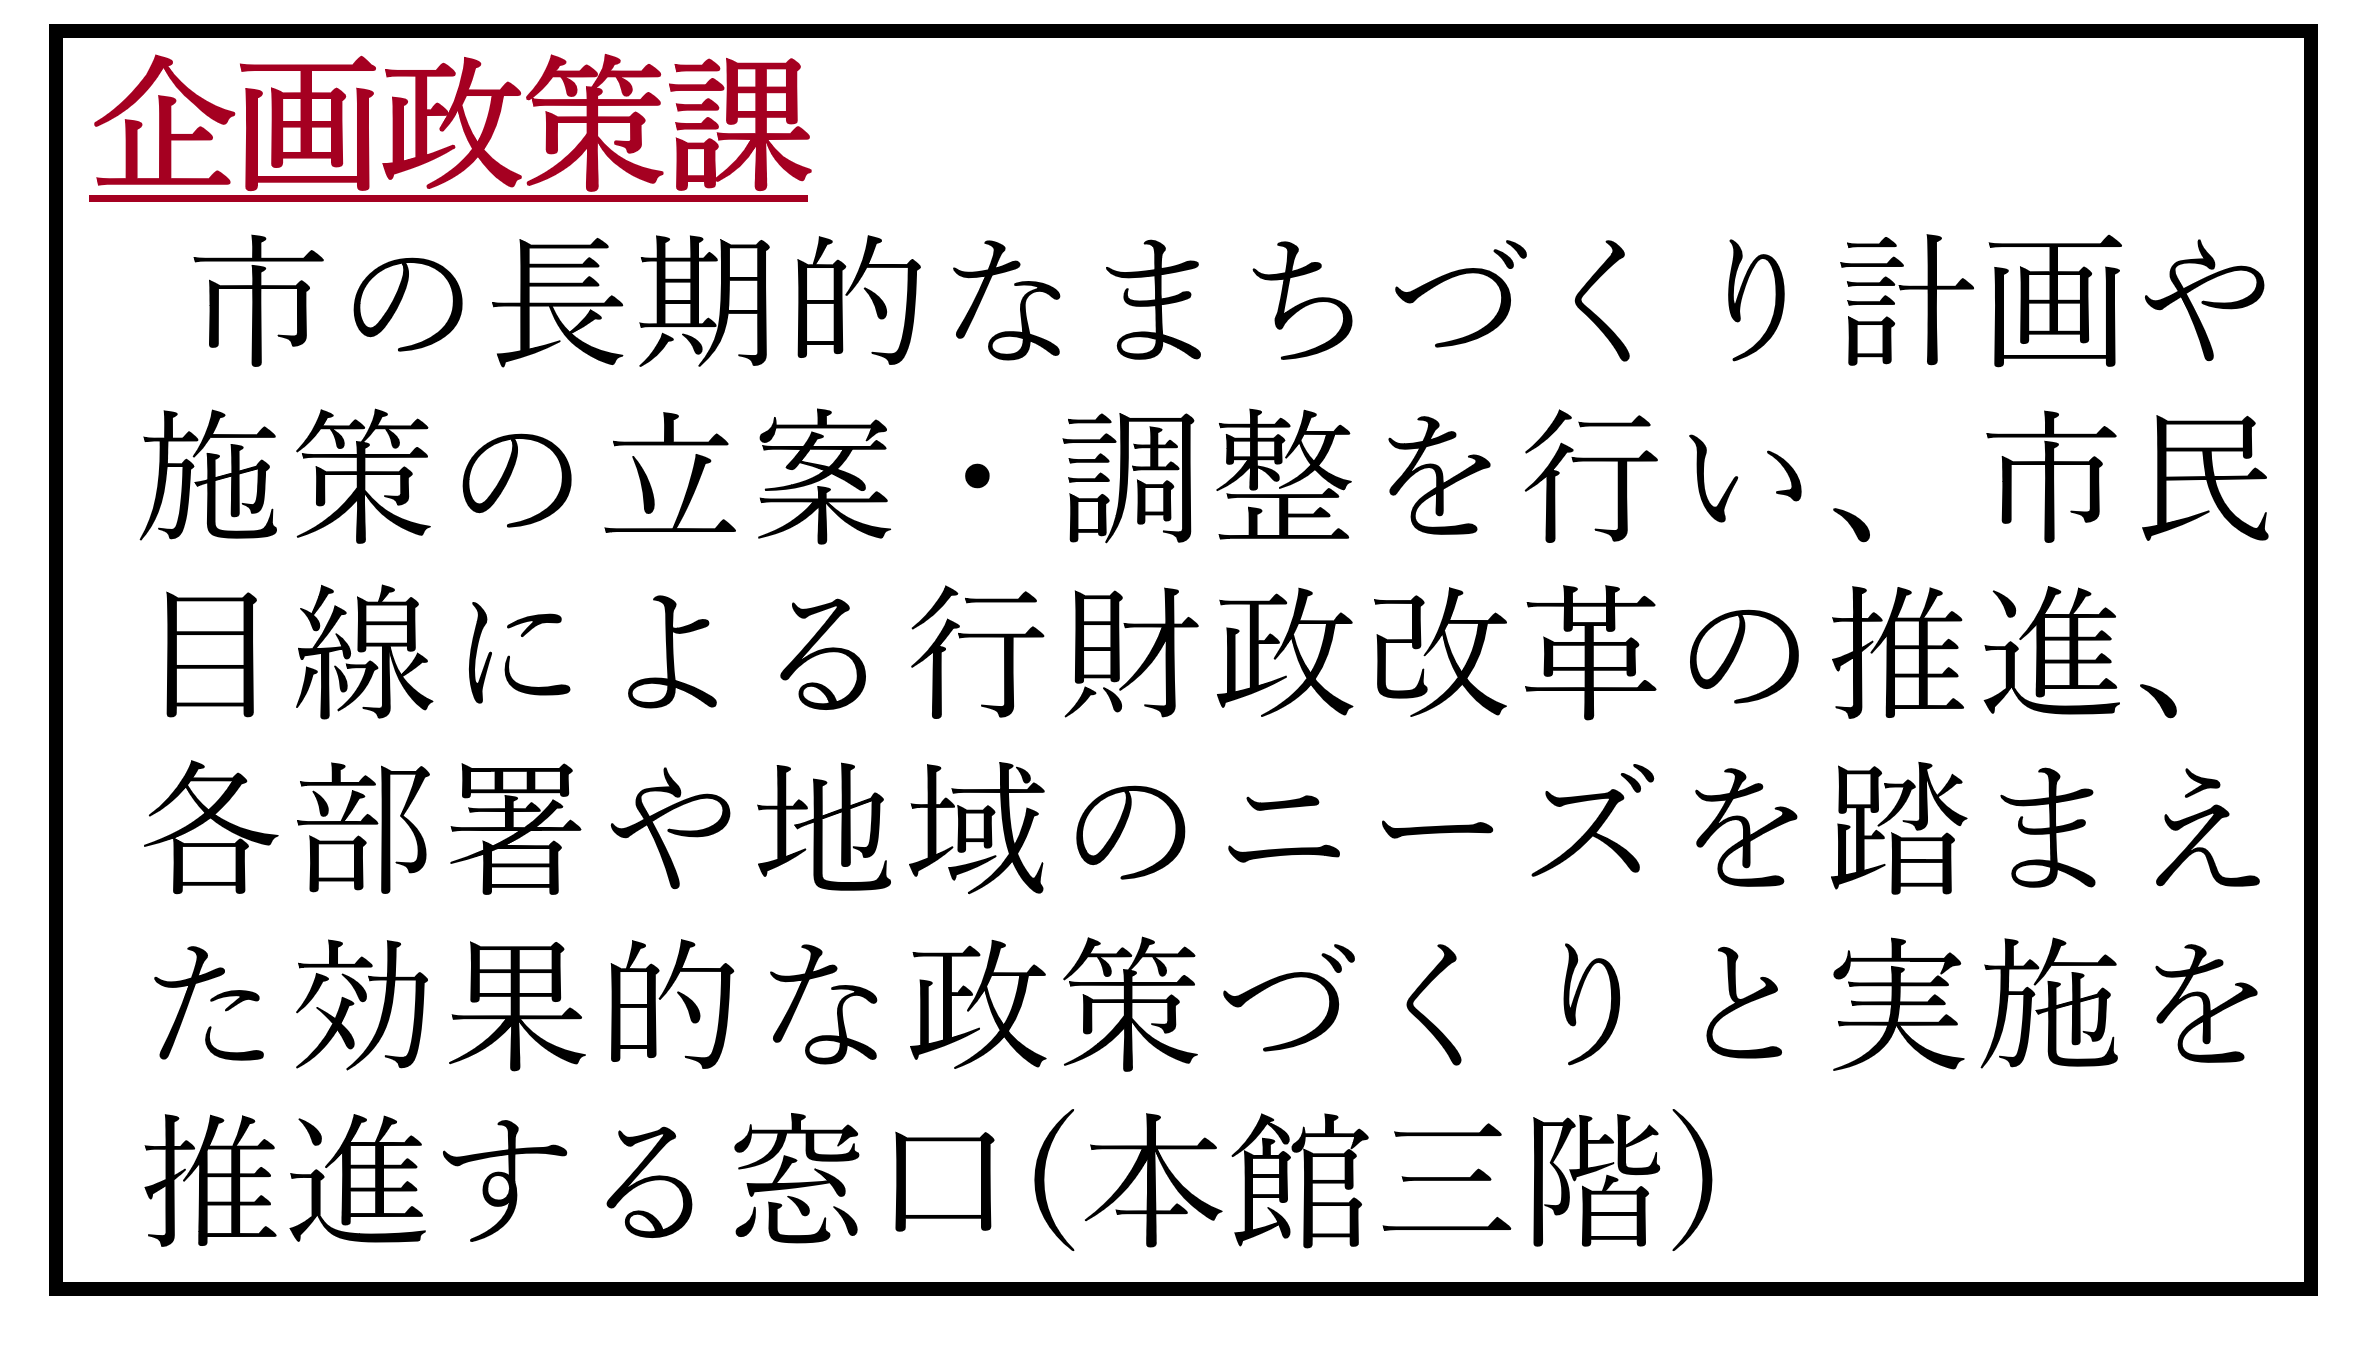 企画政策課
市の長期的なまちづくり計画や
施策の立案・調整を行い、市民
目線による行財政改革の推進、
各部署や地域のニーズを踏まえ
た効果的な政策づくりと実施を
推進する窓口(本館三階)